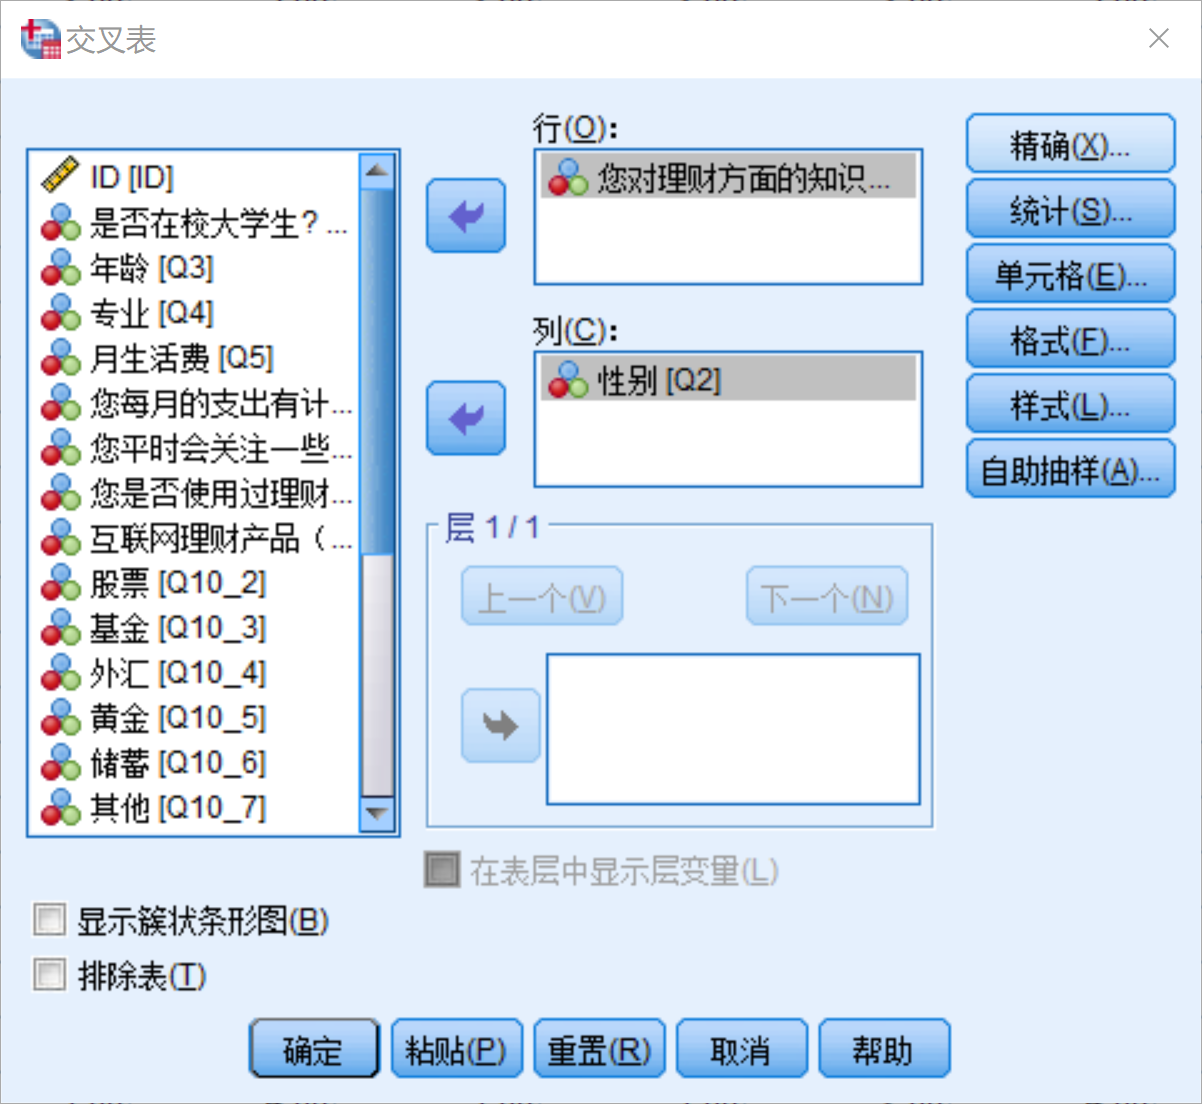 交叉表
ID [ID]
是否在校大学生？...
年龄 [Q3]
专业 [Q4]
月生活费 [Q5]
您每月的支出有计...
您平时会关注一些...
您是否使用过理财...
互联网理财产品（...
股票 [Q10_2]
基金 [Q10_3]
外汇 [Q10_4]
黄金 [Q10_5]
储蓄 [Q10_6]
其他 [Q10_7]
行(O):
您对理财方面的知识...
列(C):
性别 [Q2]
层 1 / 1
上一个(V)
下一个(N)
在表层中显示层变量(L)
精确(X)...
统计(S)...
单元格(E)...
格式(F)...
样式(L)...
自助抽样(A)...
显示簇状条形图(B)
排除表(T)
确定
粘贴(P)
重置(R)
取消
帮助